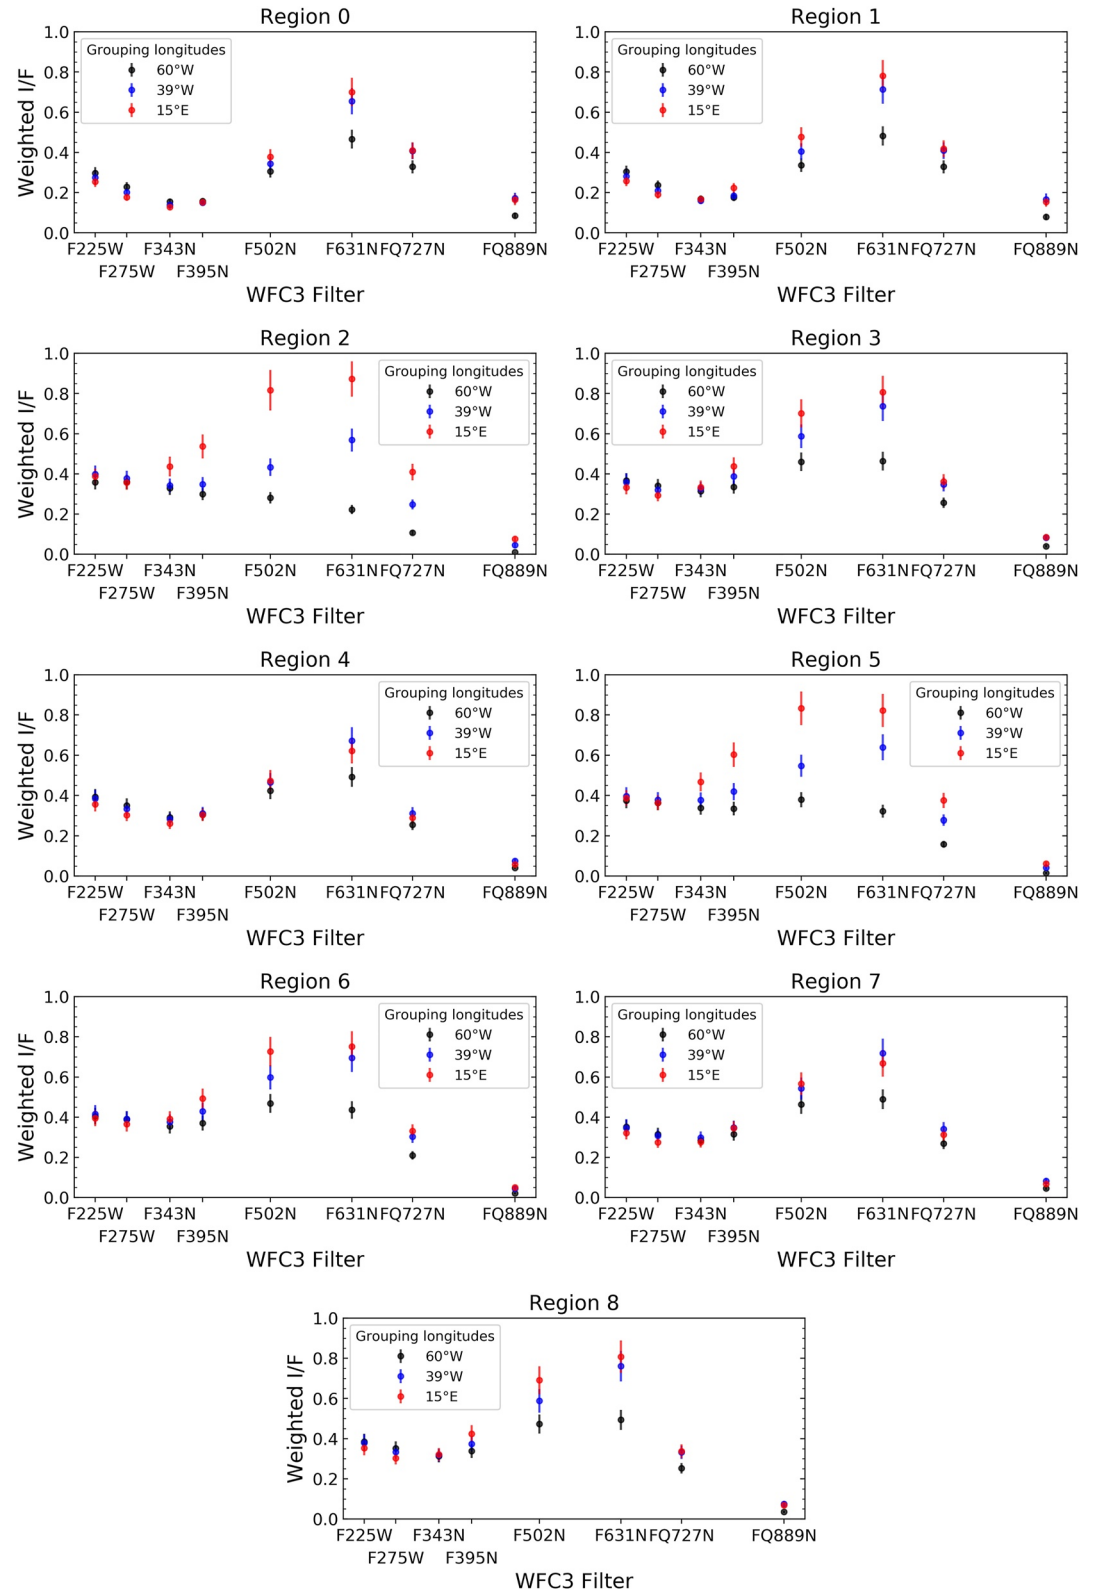 Region 0
Weighted I/F
1.0
0.8
0.6
0.4
0.2
0.0
Grouping longitudes
60°W
39°W
15°E
F225W F343N F502N F631N FQ727N FQ889N
F275W F395N
WFC3 Filter
Region 1
1.0
0.8
0.6
0.4
0.2
0.0
Grouping longitudes
60°W
39°W
15°E
F225W F343N F502N F631N FQ727N FQ889N
F275W F395N
WFC3 Filter
Region 2
Weighted I/F
1.0
0.8
0.6
0.4
0.2
0.0
Grouping longitudes
60°W
39°W
15°E
F225W F343N F502N F631N FQ727N FQ889N
F275W F395N
WFC3 Filter
Region 3
1.0
0.8
0.6
0.4
0.2
0.0
Grouping longitudes
60°W
39°W
15°E
F225W F343N F502N F631N FQ727N FQ889N
F275W F395N
WFC3 Filter
Region 4
Weighted I/F
1.0
0.8
0.6
0.4
0.2
0.0
Grouping longitudes
60°W
39°W
15°E
F225W F343N F502N F631N FQ727N FQ889N
F275W F395N
WFC3 Filter
Region 5
1.0
0.8
0.6
0.4
0.2
0.0
Grouping longitudes
60°W
39°W
15°E
F225W F343N F502N F631N FQ727N FQ889N
F275W F395N
WFC3 Filter
Region 6
Weighted I/F
1.0
0.8
0.6
0.4
0.2
0.0
Grouping longitudes
60°W
39°W
15°E
F225W F343N F502N F631N FQ727N FQ889N
F275W F395N
WFC3 Filter
Region 7
1.0
0.8
0.6
0.4
0.2
0.0
Grouping longitudes
60°W
39°W
15°E
F225W F343N F502N F631N FQ727N FQ889N
F275W F395N
WFC3 Filter
Region 8
Weighted I/F
1.0
0.8
0.6
0.4
0.2
0.0
Grouping longitudes
60°W
39°W
15°E
F225W F343N F502N F631N FQ727N FQ889N
F275W F395N
WFC3 Filter